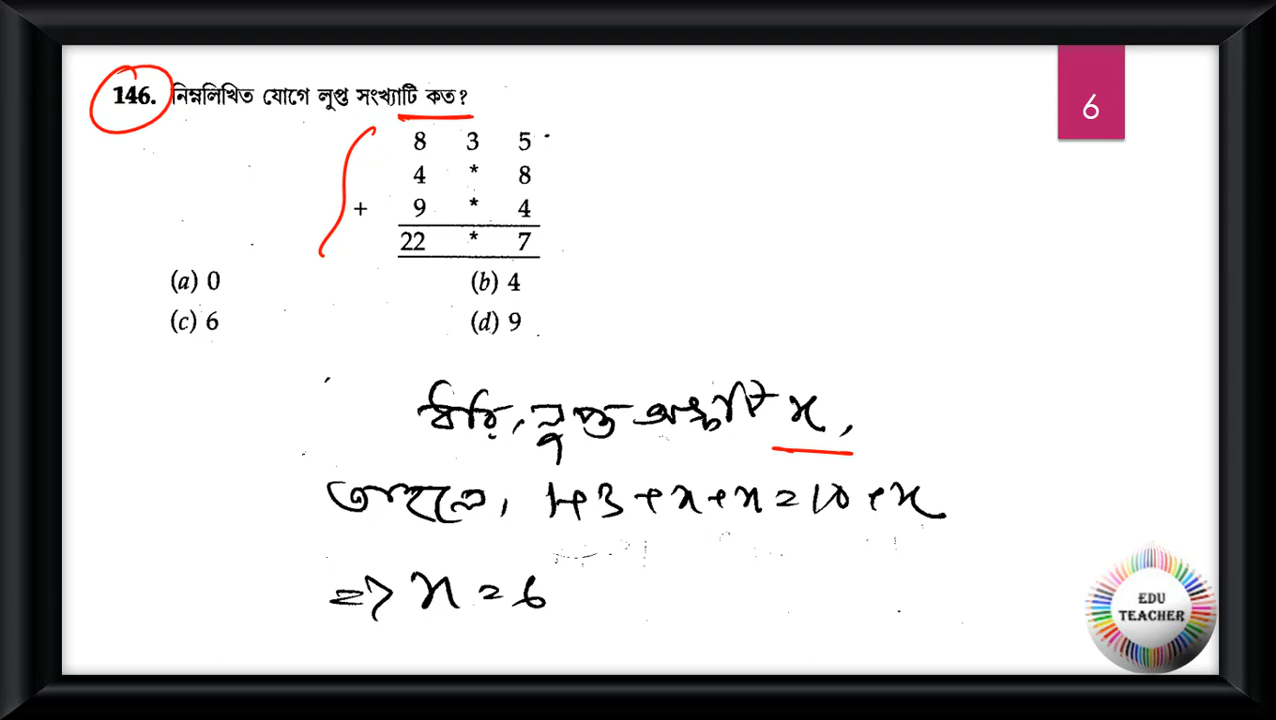 6
146. নিম্নলিখিত যোগে লুপ্ত সংখ্যাটি কত?
8 3 5
4 * 8
+ 9 * 4
22 * 7
(a) 0 (b) 4
(c) 6 (d) 9
ধরি, লুপ্ত অঙ্কটি x,
তাহলে, 1+3+x+x=10+x
=> x = 6
EDU
TEACHER